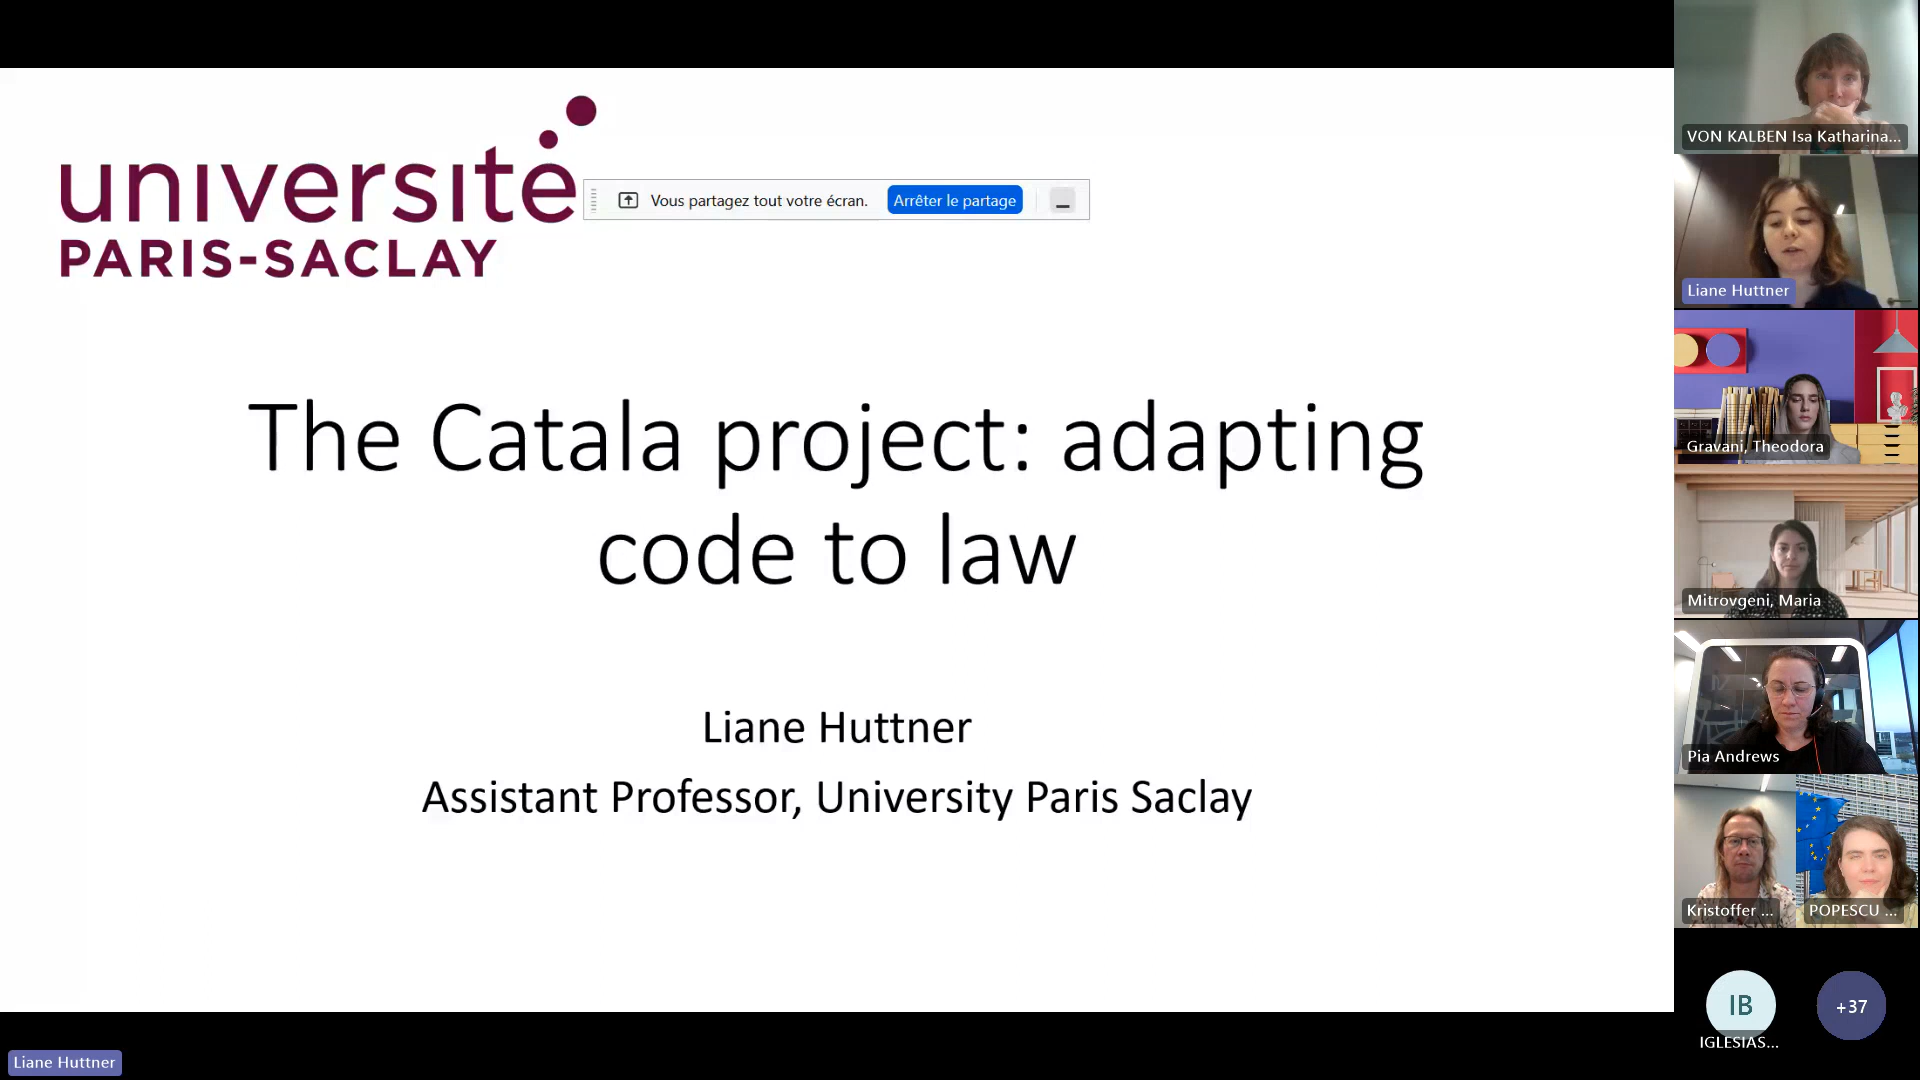 université
PARIS-SACLAY
Vous partagez tout votre écran.
Arrêter le partage
The Catala project: adapting
code to law
Liane Huttner
Assistant Professor, University Paris Saclay
Liane Huttner
VON KALBEN Isa Katharina...
Liane Huttner
Gravani, Theodora
Mitrovgeni, Maria
Pia Andrews
Kristoffer ...
POPESCU ...
IB
IGLESIAS...
+37